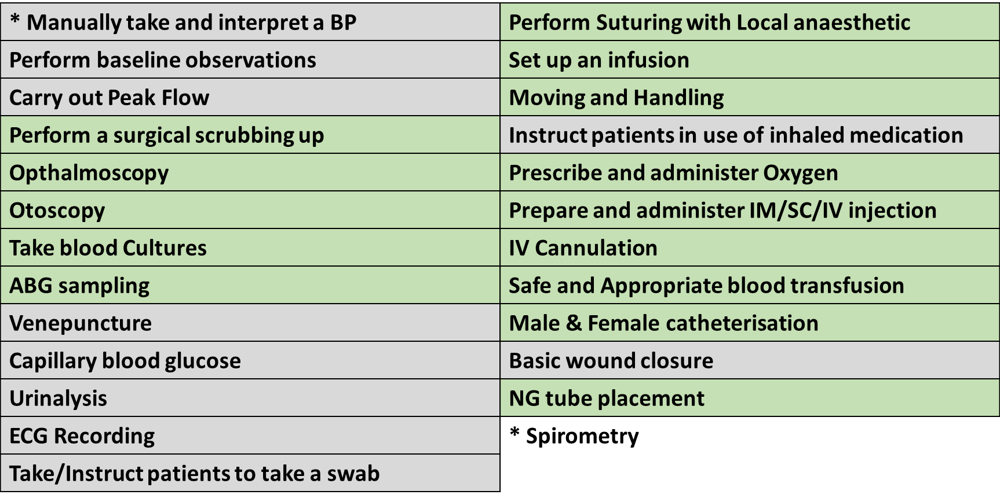 * Manually take and interpret a BP
Perform baseline observations
Carry out Peak Flow
Perform a surgical scrubbing up
Opthalmoscopy
Otoscopy
Take blood Cultures
ABG sampling
Venepuncture
Capillary blood glucose
Urinalysis
ECG Recording
Take/Instruct patients to take a swab
Perform Suturing with Local anaesthetic
Set up an infusion
Moving and Handling
Instruct patients in use of inhaled medication
Prescribe and administer Oxygen
Prepare and administer IM/SC/IV injection
IV Cannulation
Safe and Appropriate blood transfusion
Male & Female catheterisation
Basic wound closure
NG tube placement
* Spirometry